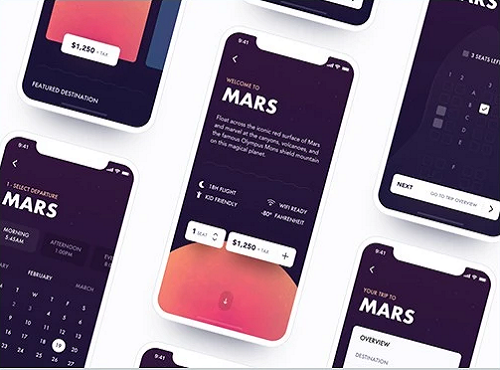 $1,250 + TAX
FEATURED DESTINATION
9:41
1 - SELECT DEPARTURE
MARS
MORNING
5:45AM
AFTERNOON
1:00PM
FEBRUARY
MARCH
T W T F S
19
9:41
WELCOME TO
MARS
Float across the iconic red surface of Mars
and marvel at the canyons, volcanoes, and
the famous Olympus Mons shield mountain
on this magical planet.
18H FLIGHT
WIFI READY
KID FRIENDLY
-80° FAHRENHEIT
1 SEAT
$1,250 + TAX +
3 SEATS LEFT
1 2
A
B
C
D
E
F
NEXT
GO TO TRIP OVERVIEW
9:41
YOUR TRIP TO
MARS
OVERVIEW
DESTINATION
9:41